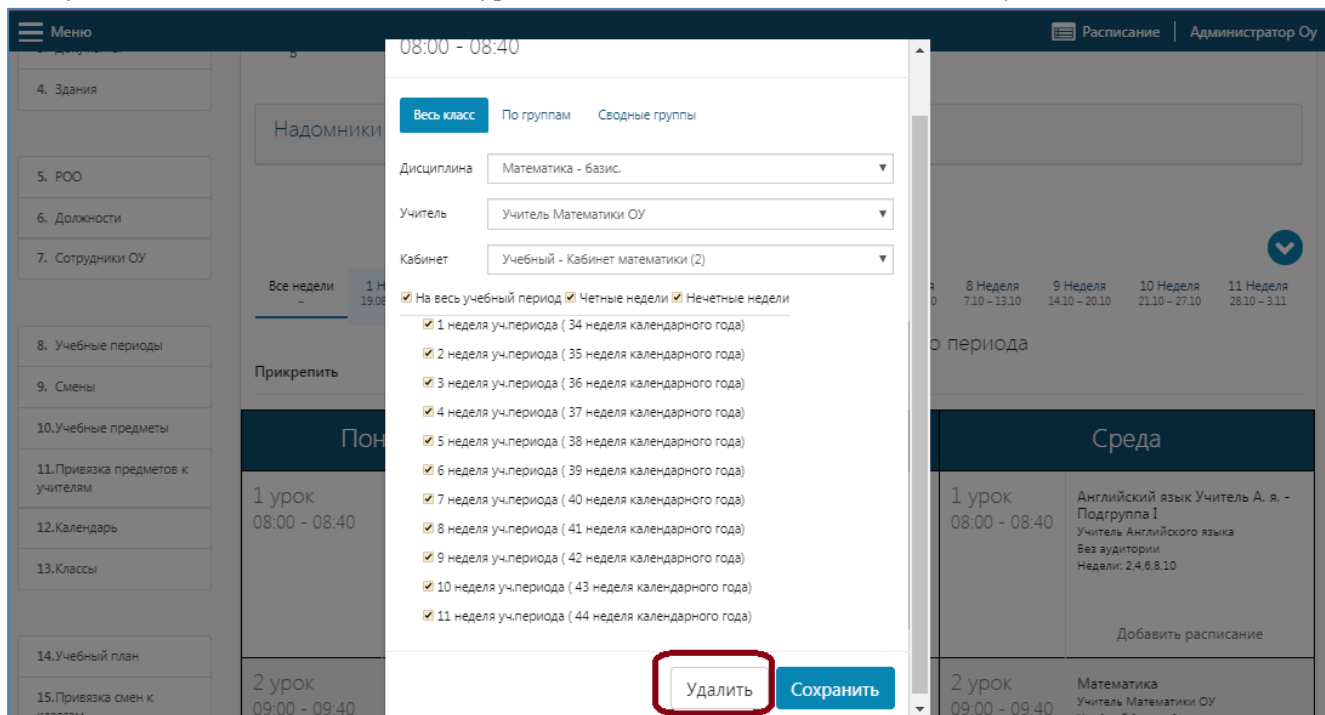 Меню
Расписание
Администратор Оу
4. Здания
5. РОО
6. Должности
7. Сотрудники ОУ
8. Учебные периоды
9. Смены
10.Учебные предметы
11.Привязка предметов к
учителям
12.Календарь
13.Классы
14.Учебный план
15.Привязка смен к
Надомники
Все недели
–
1 Н
19.08
8 Неделя
7.10 – 13.10
9 Неделя
14.10 – 20.10
10 Неделя
21.10 – 27.10
11 Неделя
28.10 – 3.11
о периода
Прикрепить
08:00 - 08:40
Весь класс По группам Сводные группы
Дисциплина Математика - базис.
Учитель Учитель Математики ОУ
Кабинет Учебный - Кабинет математики (2)
На весь учебный период Четные недели Нечетные недели
1 неделя уч.периода ( 34 неделя календарного года)
2 неделя уч.периода ( 35 неделя календарного года)
3 неделя уч.периода ( 36 неделя календарного года)
4 неделя уч.периода ( 37 неделя календарного года)
5 неделя уч.периода ( 38 неделя календарного года)
6 неделя уч.периода ( 39 неделя календарного года)
7 неделя уч.периода ( 40 неделя календарного года)
8 неделя уч.периода ( 41 неделя календарного года)
9 неделя уч.периода ( 42 неделя календарного года)
10 неделя уч.периода ( 43 неделя календарного года)
11 неделя уч.периода ( 44 неделя календарного года)
Удалить Сохранить
Пон
1 урок
08:00 - 08:40
2 урок
09:00 - 09:40
Среда
1 урок
08:00 - 08:40
Английский язык Учитель А. я. -
Подгруппа I
Учитель Английского языка
Без аудитории
Недели: 2,4,6,8,10
Добавить расписание
2 урок
09:00 - 09:40
Математика
Учитель Математики ОУ